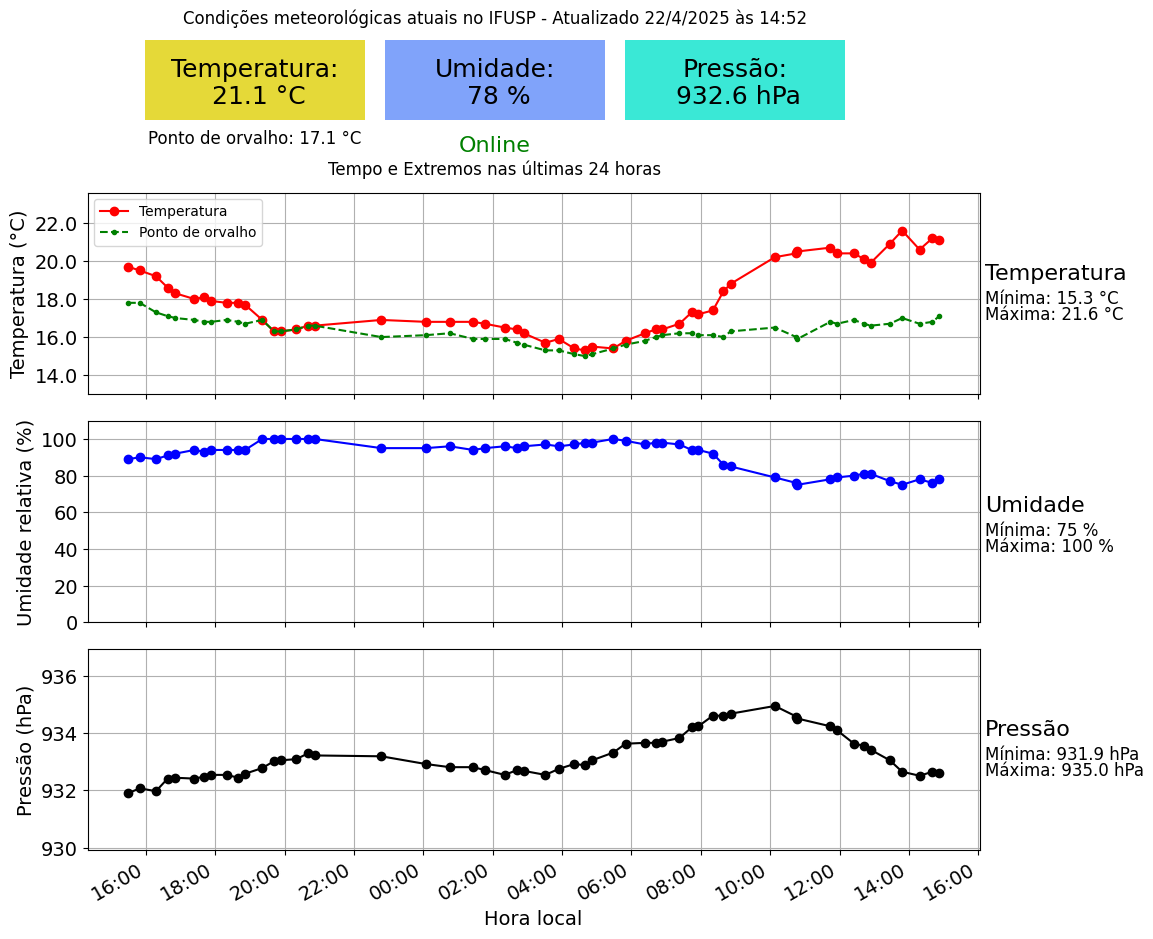 Condições meteorológicas atuais no IFUSP - Atualizado 22/4/2025 às 14:52
Temperatura:
21.1 °C
Umidade:
78 %
Pressão:
932.6 hPa
Ponto de orvalho: 17.1 °C
Online
Tempo e Extremos nas últimas 24 horas
Temperatura (°C)
22.0
20.0
18.0
16.0
14.0
Temperatura
Ponto de orvalho
Temperatura
Mínima: 15.3 °C
Máxima: 21.6 °C
Umidade relativa (%)
100
80
60
40
20
0
Umidade
Mínima: 75 %
Máxima: 100 %
Pressão (hPa)
936
934
932
930
Pressão
Mínima: 931.9 hPa
Máxima: 935.0 hPa
16:00 18:00 20:00 22:00 00:00 02:00 04:00 06:00 08:00 10:00 12:00 14:00 16:00
Hora local